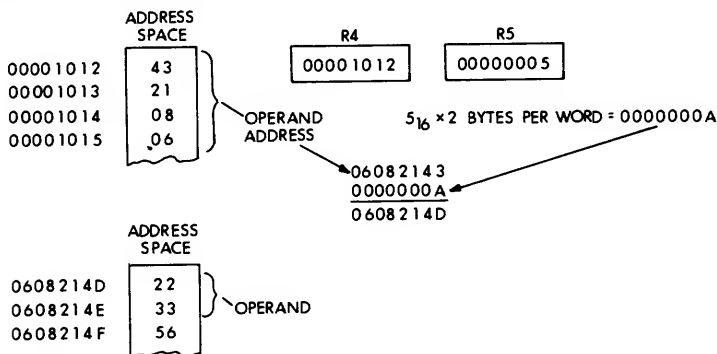 ADDRESS
SPACE
R4
R5
00001012 43
00001012
00000005
00001013 21
00001014 08
00001015 06
OPERAND
ADDRESS
5₁₆ × 2 BYTES PER WORD = 0000000A
06082143
0000000A
0608214D
ADDRESS
SPACE
0608214D 22
0608214E 33
OPERAND
0608214F 56